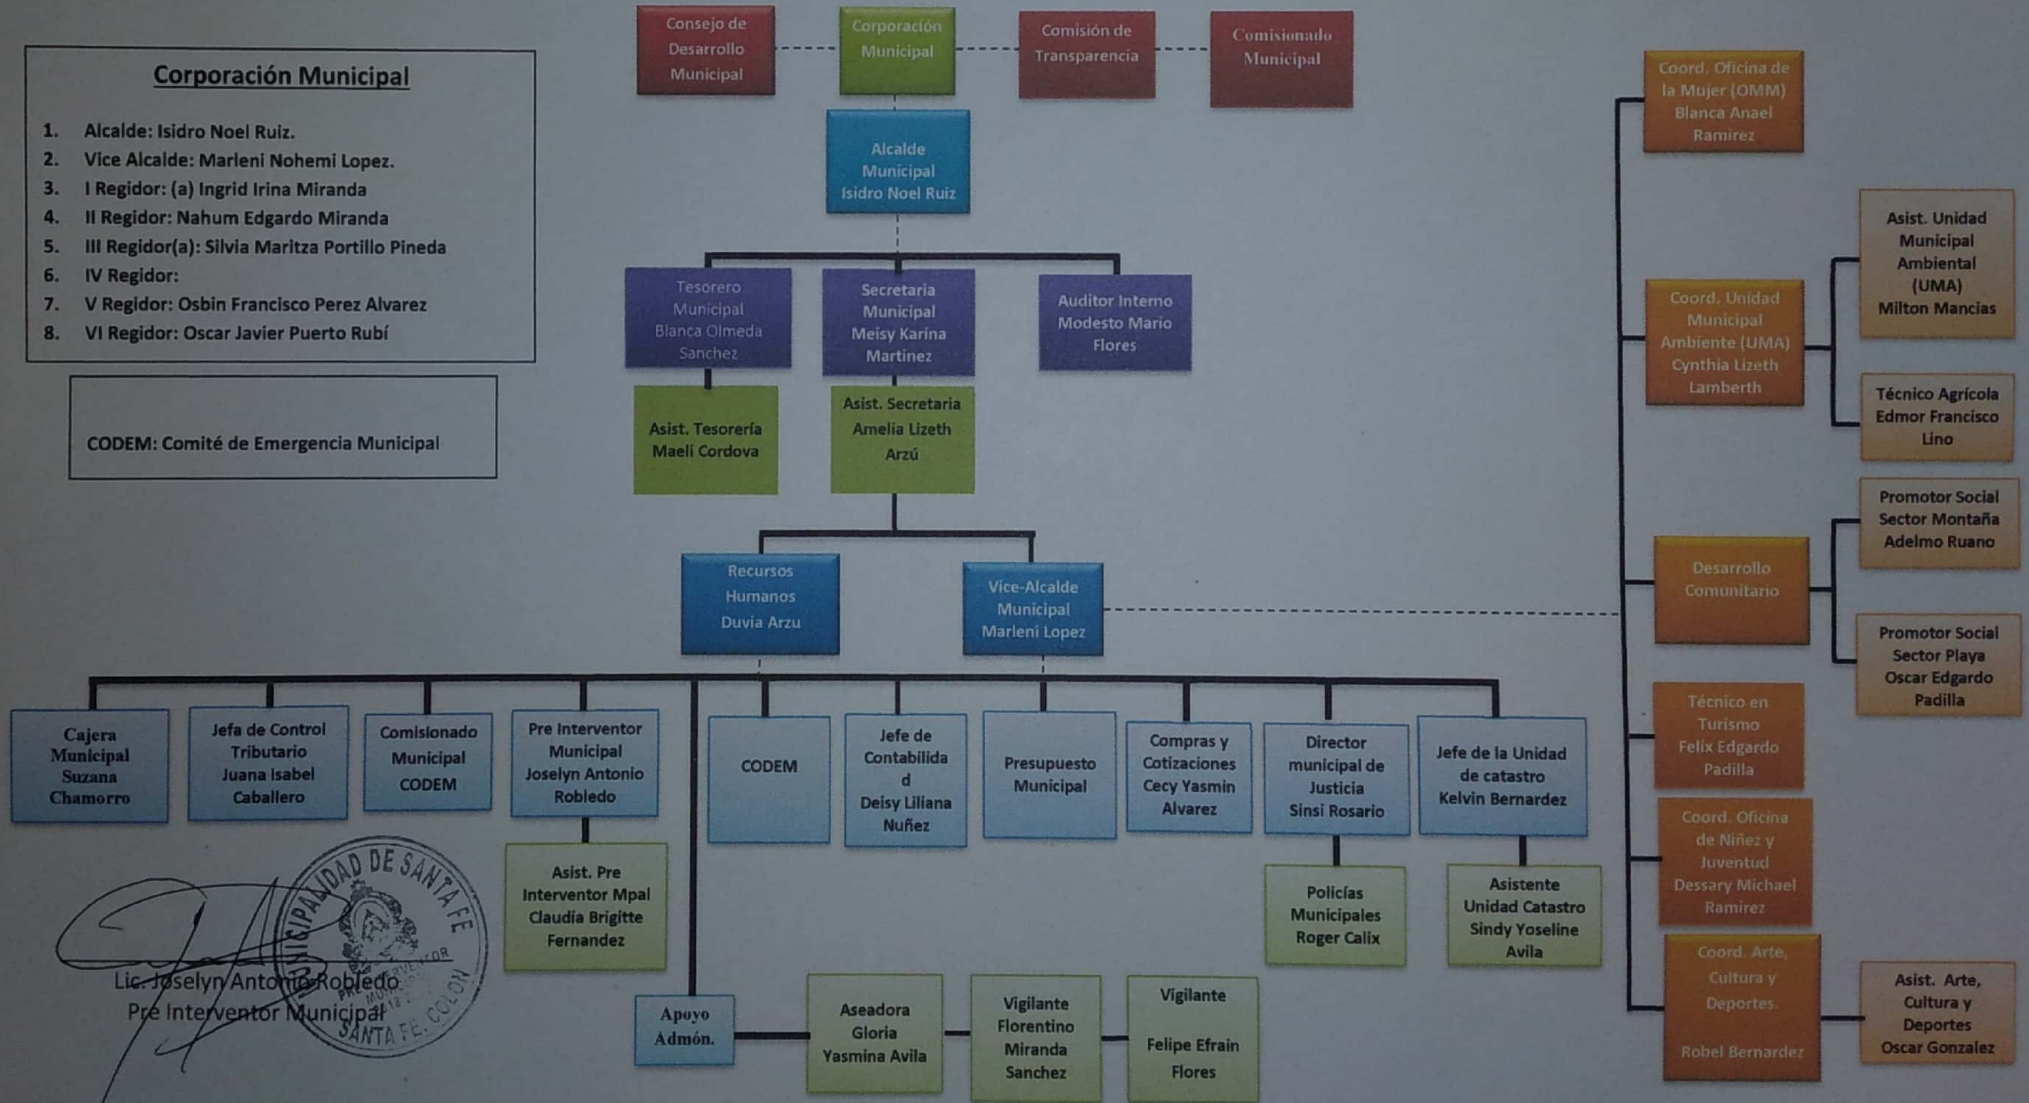 Corporación Municipal
1. Alcalde: Isidro Noel Ruiz.
2. Vice Alcalde: Marleni Nohemi Lopez.
3. I Regidor: (a) Ingrid Irina Miranda
4. II Regidor: Nahum Edgardo Miranda
5. III Regidor(a): Silvia Maritza Portillo Pineda
6. IV Regidor:
7. V Regidor: Osbin Francisco Perez Alvarez
8. VI Regidor: Oscar Javier Puerto Rubí
CODEM: Comité de Emergencia Municipal
Consejo de
Desarrollo
Municipal
Corporación
Municipal
Comisión de
Transparencia
Comisionado
Municipal
Alcalde
Municipal
Isidro Noel Ruiz
Tesorero
Municipal
Blanca Olmeda
Sanchez
Secretaria
Municipal
Meisy Karina
Martinez
Auditor Interno
Modesto Mario
Flores
Asist. Tesorería
Maelí Cordova
Asist. Secretaria
Amelia Lizeth
Arzú
Recursos
Humanos
Duvia Arzu
Vice-Alcalde
Municipal
Marleni Lopez
Cajera
Municipal
Suzana
Chamorro
Jefa de Control
Tributario
Juana Isabel
Caballero
Comisionado
Municipal
CODEM
Pre Interventor
Municipal
Joselyn Antonio
Robledo
CODEM
Jefe de
Contabilida
d
Deisy Liliana
Nuñez
Presupuesto
Municipal
Compras y
Cotizaciones
Cecy Yasmin
Alvarez
Director
municipal de
Justicia
Sinsi Rosario
Jefe de la Unidad
de catastro
Kelvin Bernardez
Asist. Pre
Interventor Mpal
Claudia Brigitte
Fernandez
Policías
Municipales
Roger Calix
Asistente
Unidad Catastro
Sindy Yoseline
Avila
Apoyo
Admón.
Aseadora
Gloria
Yasmina Avila
Vigilante
Florentino
Miranda
Sanchez
Vigilante
Felipe Efrain
Flores
Coord. Oficina de
la Mujer (OMM)
Blanca Anael
Ramirez
Coord. Unidad
Municipal
Ambiente (UMA)
Cynthia Lizeth
Lamberth
Asist. Unidad
Municipal
Ambiental
(UMA)
Milton Mancias
Técnico Agrícola
Edmor Francisco
Lino
Desarrollo
Comunitario
Promotor Social
Sector Montaña
Adelmo Ruano
Promotor Social
Sector Playa
Oscar Edgardo
Padilla
Técnico en
Turismo
Felix Edgardo
Padilla
Coord. Oficina
de Niñez y
Juventud
Dessary Michael
Ramirez
Coord. Arte,
Cultura y
Deportes.
Robel Bernardez
Asist. Arte,
Cultura y
Deportes
Oscar Gonzalez
Lic. Joselyn Antonio Robledo
Pre Interventor Municipal
MUNICIPALIDAD DE SANTA FE
PRE INTERVENTOR
MUNICIPAL
SANTA FE, COLON